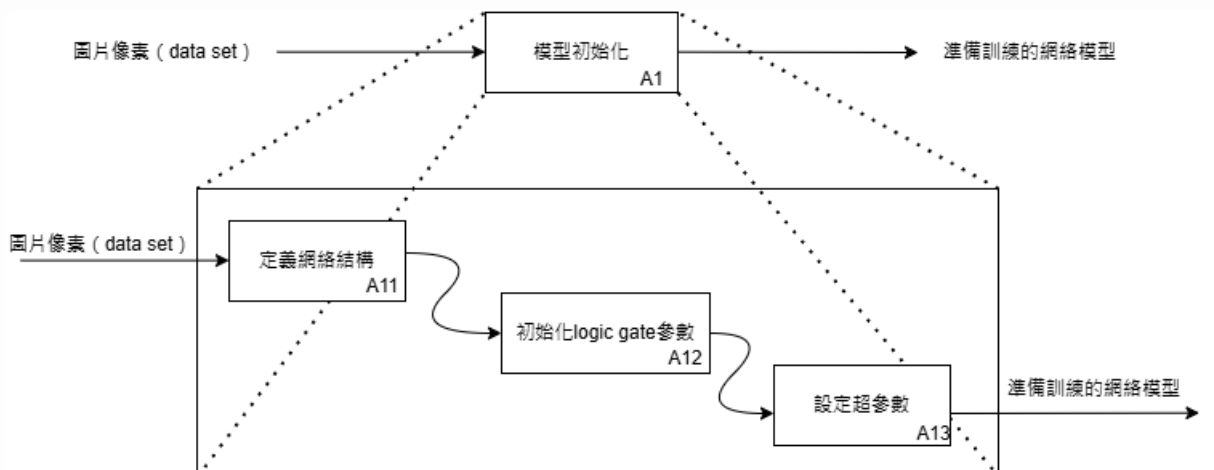 圖片像素（data set）
模型初始化
A1
準備訓練的網絡模型
圖片像素（data set）
定義網絡結構
A11
初始化logic gate參數
A12
設定超參數
A13
準備訓練的網絡模型